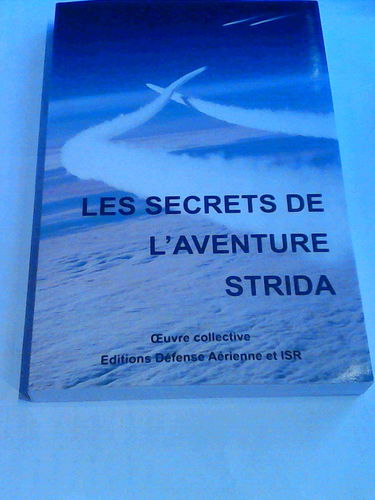 LES SECRETS DE
L'AVENTURE
STRIDA
Œuvre collective
Editions Défense Aérienne et ISR